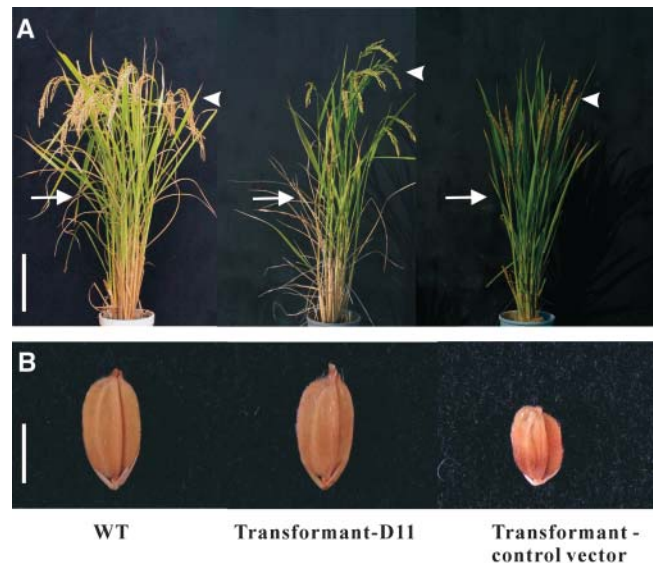 A
B
WT
Transformant-D11
Transformant -
control vector